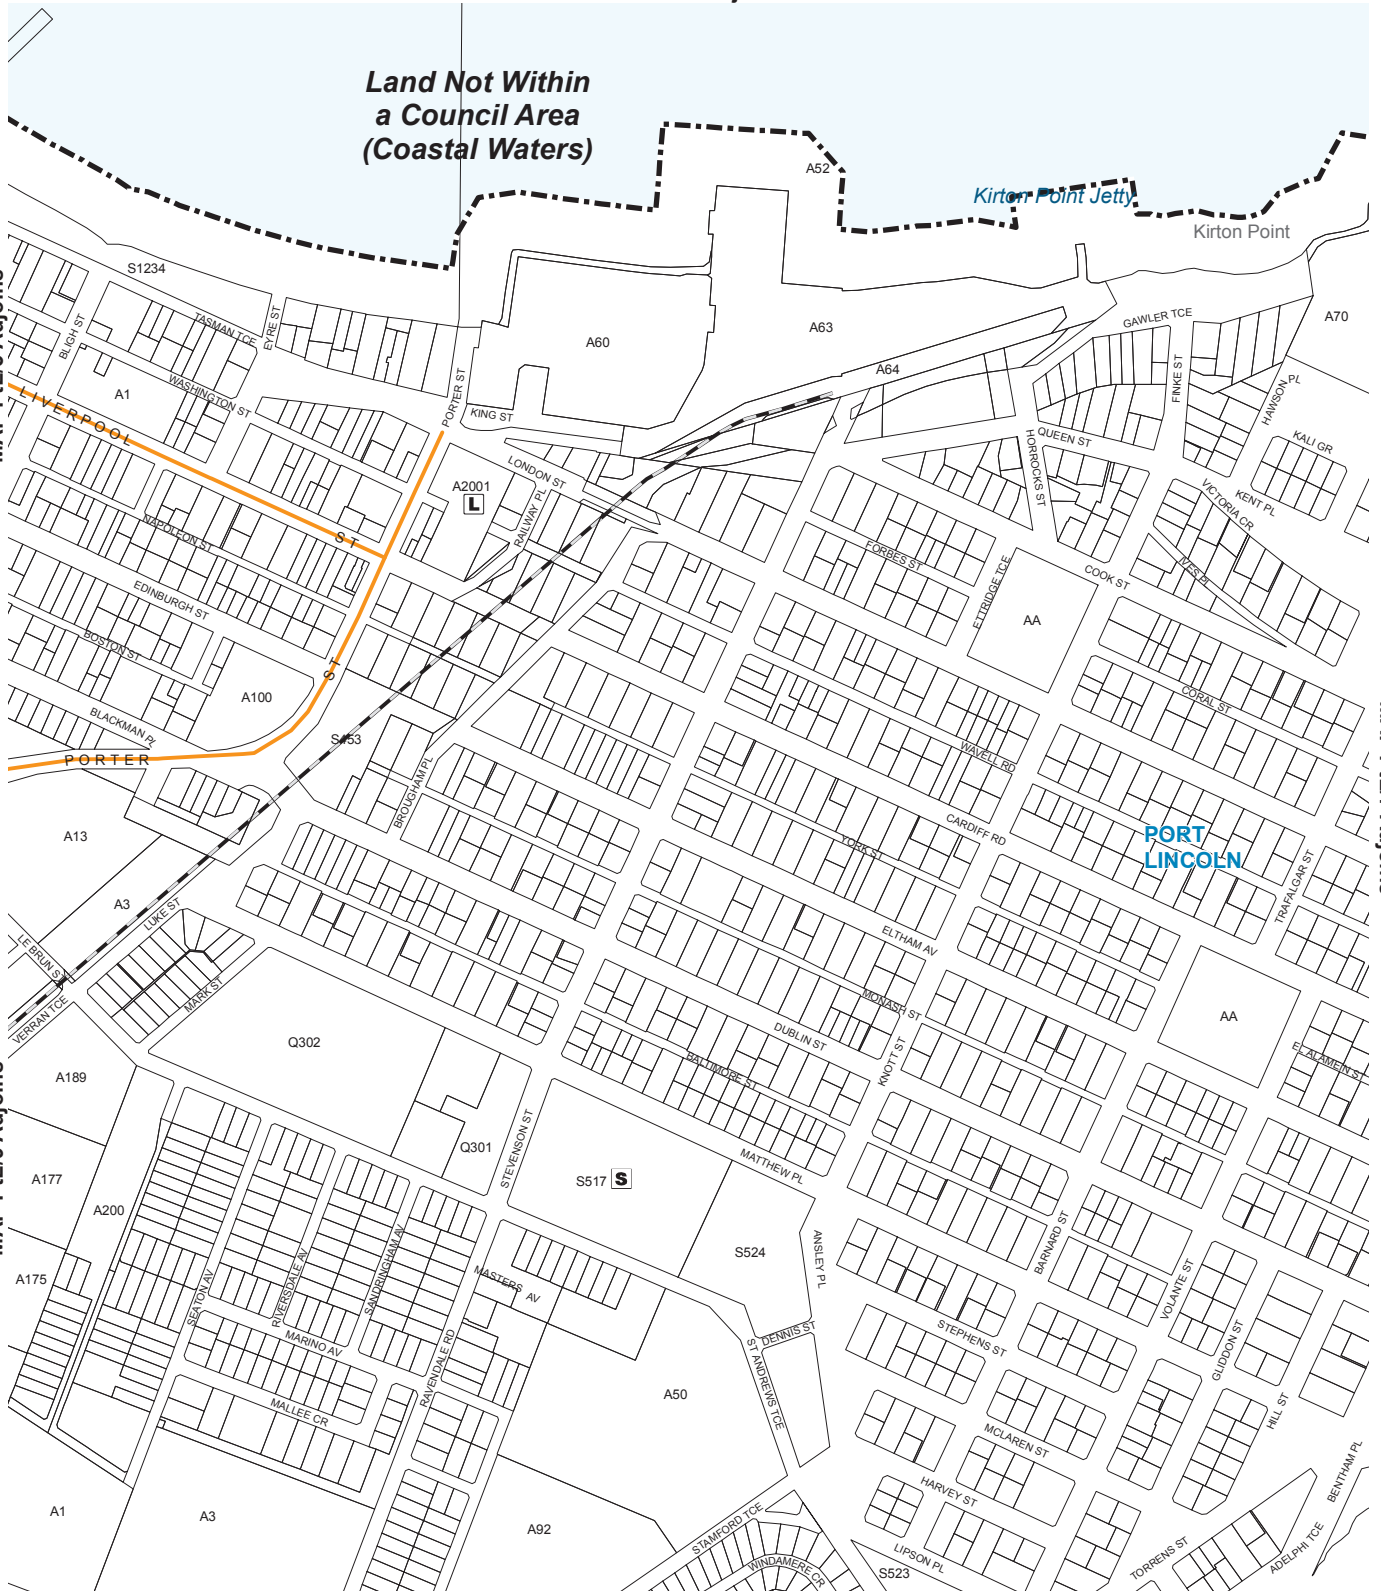 Land Not Within
a Council Area
(Coastal Waters)
A52
Kirton Point Jetty
Kirton Point
S1234
TASMAN TCE
EYRE ST
BLIGH ST
A60
A63
GAWLER TCE
A70
A64
FINKE ST
HAWSON PL
A1
WASHINGTON ST
LIVERPOOL
PORTER ST
KING ST
QUEEN ST
KALI GR
HORROCKS ST
LONDON ST
A2001
L
RAILWAY PL
VICTORIA CR
KENT PL
NAPOLEON ST
ST
FORBES ST
IVES PL
COOK ST
ETTRIDGE TCE
AA
EDINBURGH ST
BOSTON ST
ST
A100
CORAL ST
BLACKMAN PL
S453
WAVELL RD
PORTER
BROUGHAM PL
A13
CARDIFF RD
PORT
LINCOLN
YORK ST
TRAFALGAR ST
A3
LUKE ST
LE BRUN ST
ELTHAM AV
MARK ST
VERRAN TCE
MONASH ST
AA
DUBLIN ST
Q302
EL ALAMEIN ST
BALTIMORE ST
KNOTT ST
A189
STEVENSON ST
Q301
MATTHEW PL
A177
S517
S
A200
BARNARD ST
S524
ANSLEY PL
A175
SEATON AV
RIVERSDALE AV
SANDRINGHAM AV
MASTERS AV
VOLANTE ST
MARINO AV
DENNIS ST
STEPHENS ST
GLIDDON ST
RAVENDALE RD
ST ANDREWS TCE
A50
MALLEE CR
HILL ST
MCLAREN ST
BENTHAM PL
HARVEY ST
A1
A3
A92
STAMFORD TCE
WINDAMERE CR
LIPSON PL
S523
TORRENS ST
ADELPHI TCE